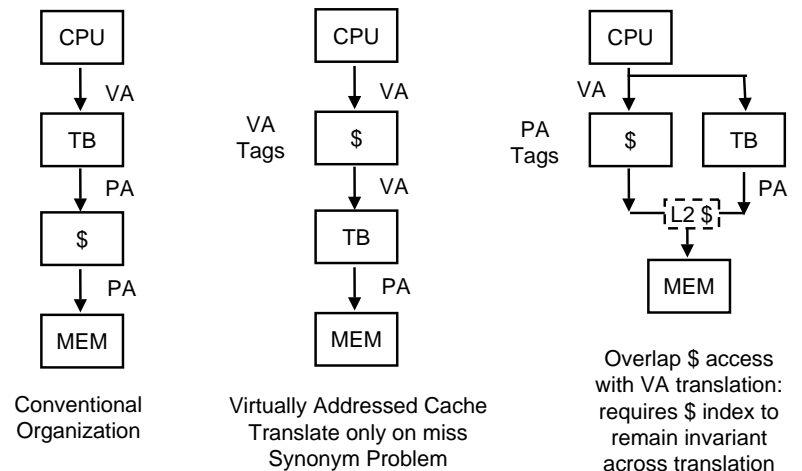 CPU
VA
TB
PA
$
PA
MEM
Conventional
Organization
CPU
VA
VA
Tags
$
VA
TB
PA
MEM
Virtually Addressed Cache
Translate only on miss
Synonym Problem
CPU
VA
PA
Tags
$
TB
PA
L2 $
MEM
Overlap $ access
with VA translation:
requires $ index to
remain invariant
across translation